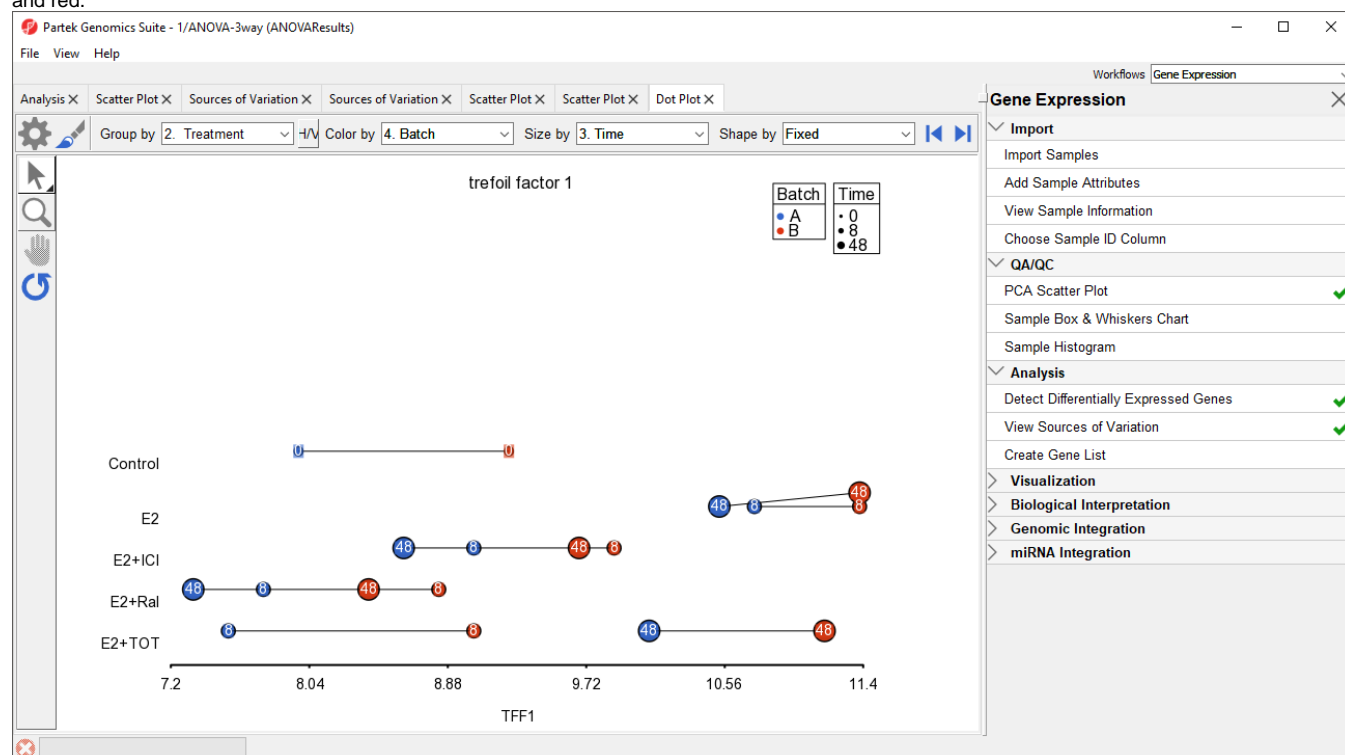 and red.
Partek Genomics Suite - 1/ANOVA-3way (ANOVAResults)
File View Help
Workflows Gene Expression
Analysis Scatter Plot Sources of Variation Sources of Variation Scatter Plot Scatter Plot Dot Plot
Group by 2. Treatment H/V Color by 4. Batch Size by 3. Time Shape by Fixed
trefoil factor 1
Batch Time
A 0
B 8
48
Control 0 0
48
E2 48 8 8
E2+ICI 48 8 48 8
E2+Ral 48 8 48 8
E2+TOT 8 8 48 48
7.2 8.04 8.88 9.72 10.56 11.4
TFF1
Gene Expression
Import
Import Samples
Add Sample Attributes
View Sample Information
Choose Sample ID Column
QA/QC
PCA Scatter Plot
Sample Box & Whiskers Chart
Sample Histogram
Analysis
Detect Differentially Expressed Genes
View Sources of Variation
Create Gene List
Visualization
Biological Interpretation
Genomic Integration
miRNA Integration